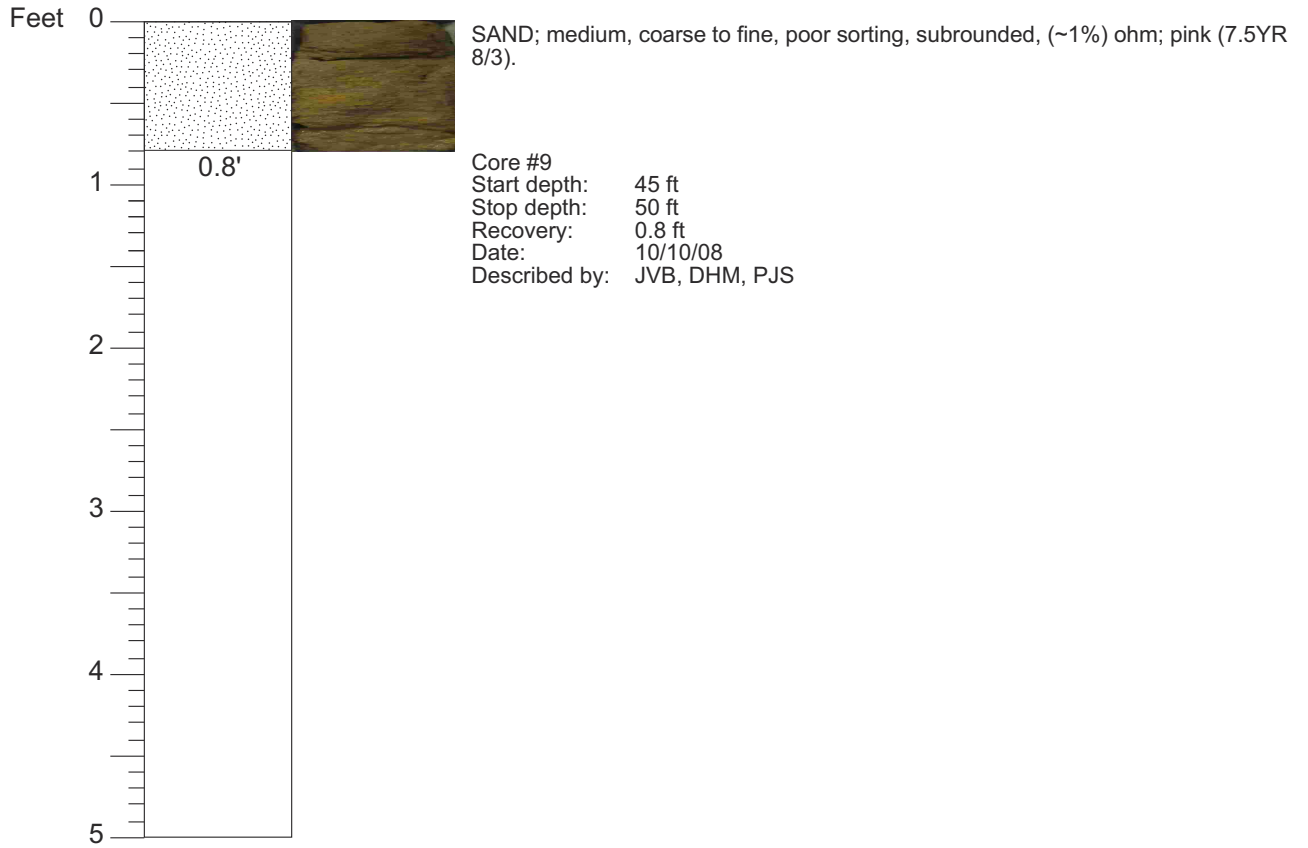 Feet 0
SAND; medium, coarse to fine, poor sorting, subrounded, (~1%) ohm; pink (7.5YR
8/3).
0.8'
Core #9
1
Start depth: 45 ft
Stop depth: 50 ft
Recovery: 0.8 ft
Date: 10/10/08
Described by: JVB, DHM, PJS
2
3
4
5